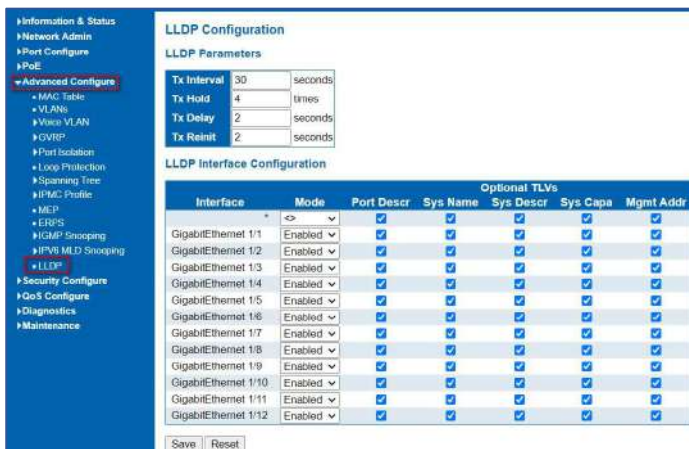 Information & Status
Network Admin
Port Configure
PoE
Advanced Configure
MAC Table
VLANs
Voice VLAN
GVRP
Port Isolation
Loop Protection
Spanning Tree
IPMC Profile
MEP
ERPS
IGMP Snooping
IPV6 MLD Snooping
LLDP
Security Configure
QoS Configure
Diagnostics
Maintenance
LLDP Configuration
LLDP Parameters
Tx Interval 30 seconds
Tx Hold 4 times
Tx Delay 2 seconds
Tx Reinit 2 seconds
LLDP Interface Configuration
Optional TLVs
Interface Mode Port Descr Sys Name Sys Descr Sys Capa Mgmt Addr
* <>
GigabitEthernet 1/1 Enabled
GigabitEthernet 1/2 Enabled
GigabitEthernet 1/3 Enabled
GigabitEthernet 1/4 Enabled
GigabitEthernet 1/5 Enabled
GigabitEthernet 1/6 Enabled
GigabitEthernet 1/7 Enabled
GigabitEthernet 1/8 Enabled
GigabitEthernet 1/9 Enabled
GigabitEthernet 1/10 Enabled
GigabitEthernet 1/11 Enabled
GigabitEthernet 1/12 Enabled
Save Reset